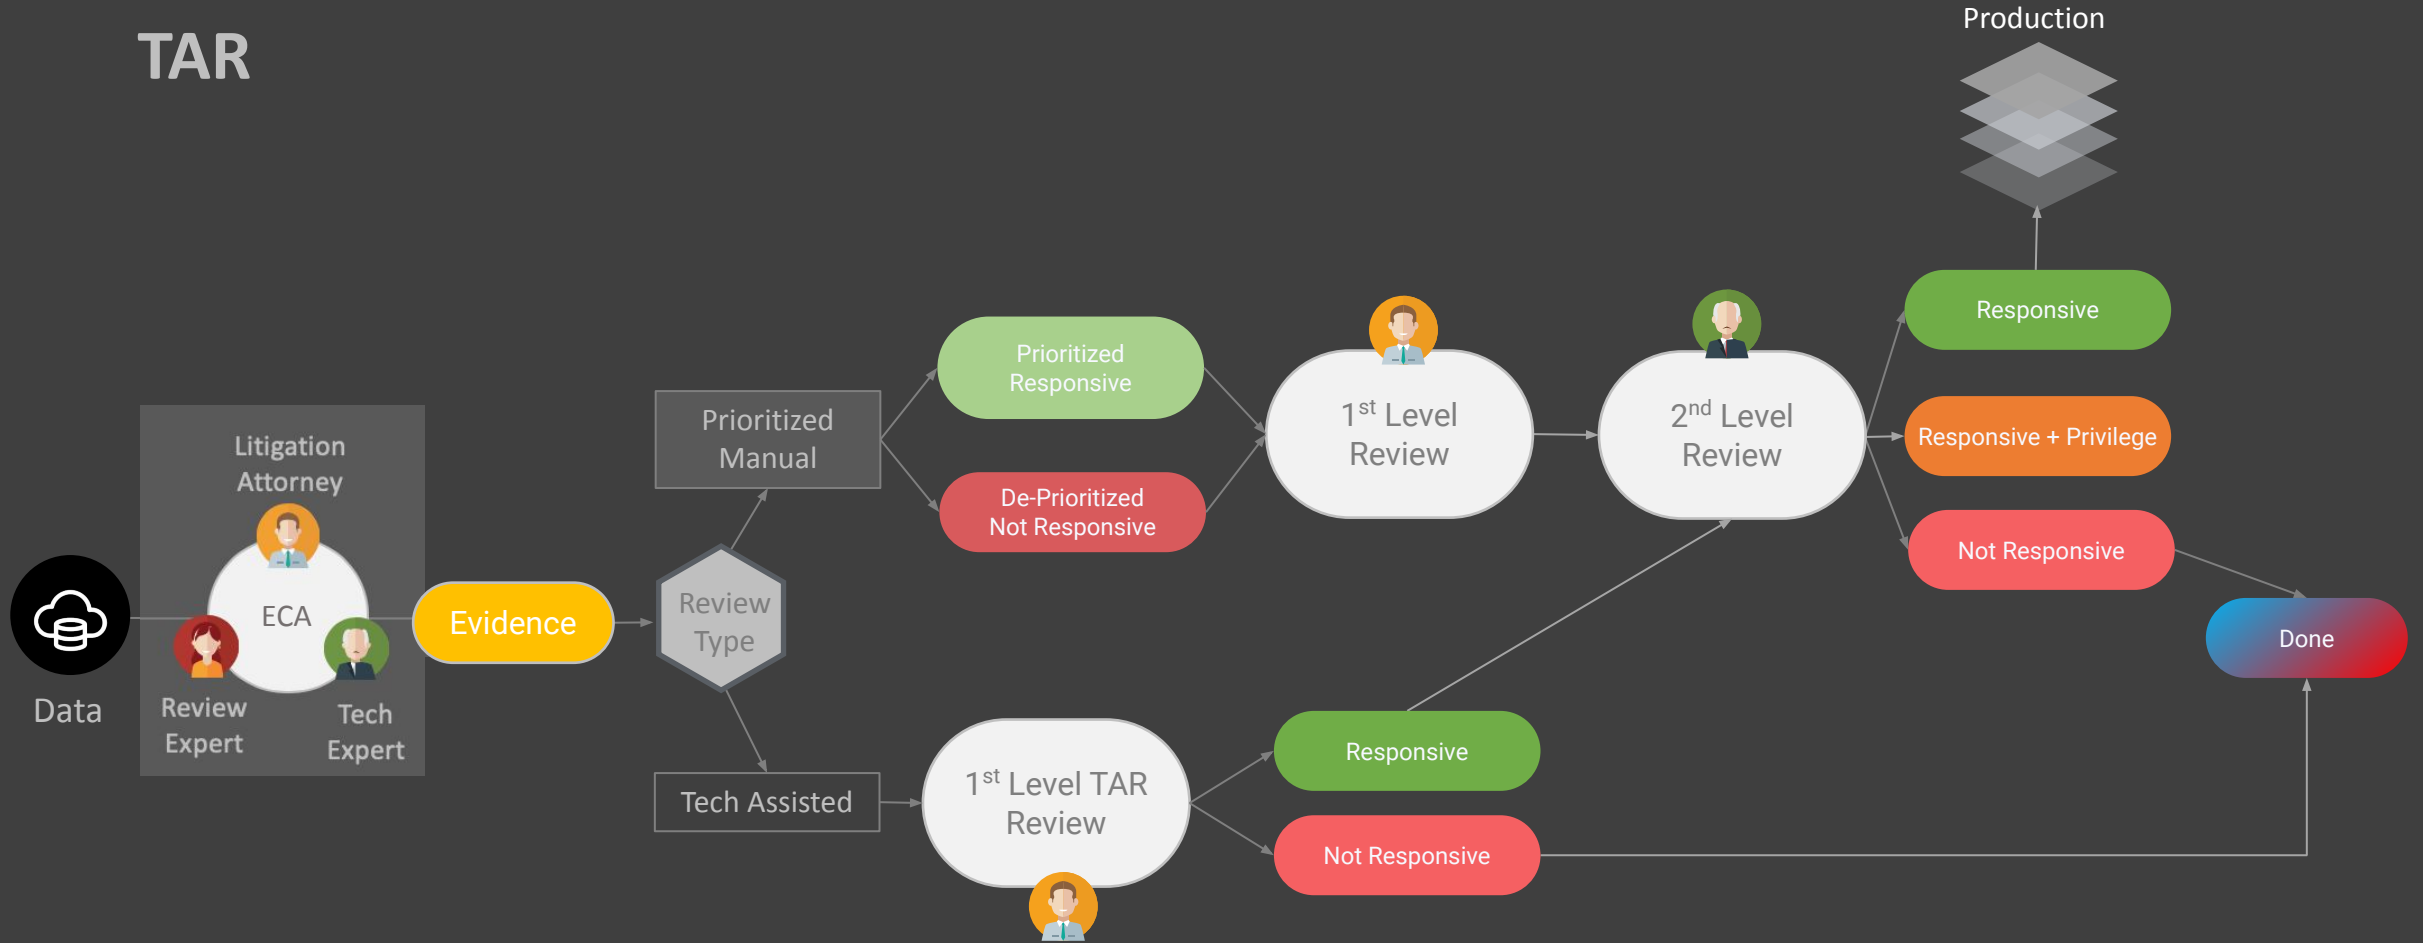 TAR
Production
Data
Litigation
Attorney
ECA
Review
Expert
Tech
Expert
Evidence
Review
Type
Prioritized
Manual
Prioritized
Responsive
De-Prioritized
Not Responsive
1st Level
Review
2nd Level
Review
Responsive
Responsive + Privilege
Not Responsive
Done
Tech Assisted
1st Level TAR
Review
Responsive
Not Responsive